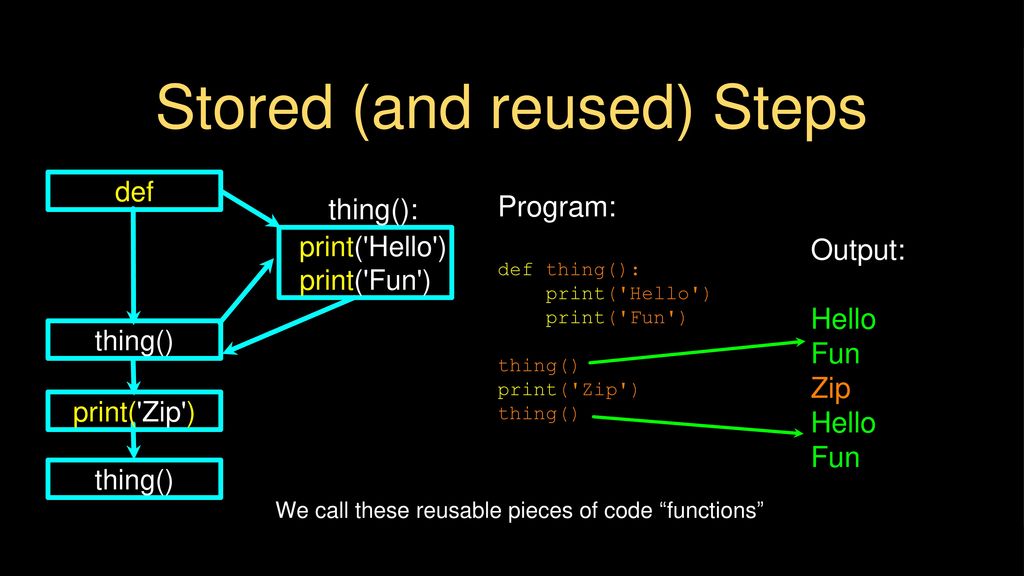 Stored (and reused) Steps
def
thing()
print('Zip')
thing()
thing():
print('Hello')
print('Fun')
Program:
def thing():
    print('Hello')
    print('Fun')
thing()
print('Zip')
thing()
Output:
Hello
Fun
Zip
Hello
Fun
We call these reusable pieces of code “functions”